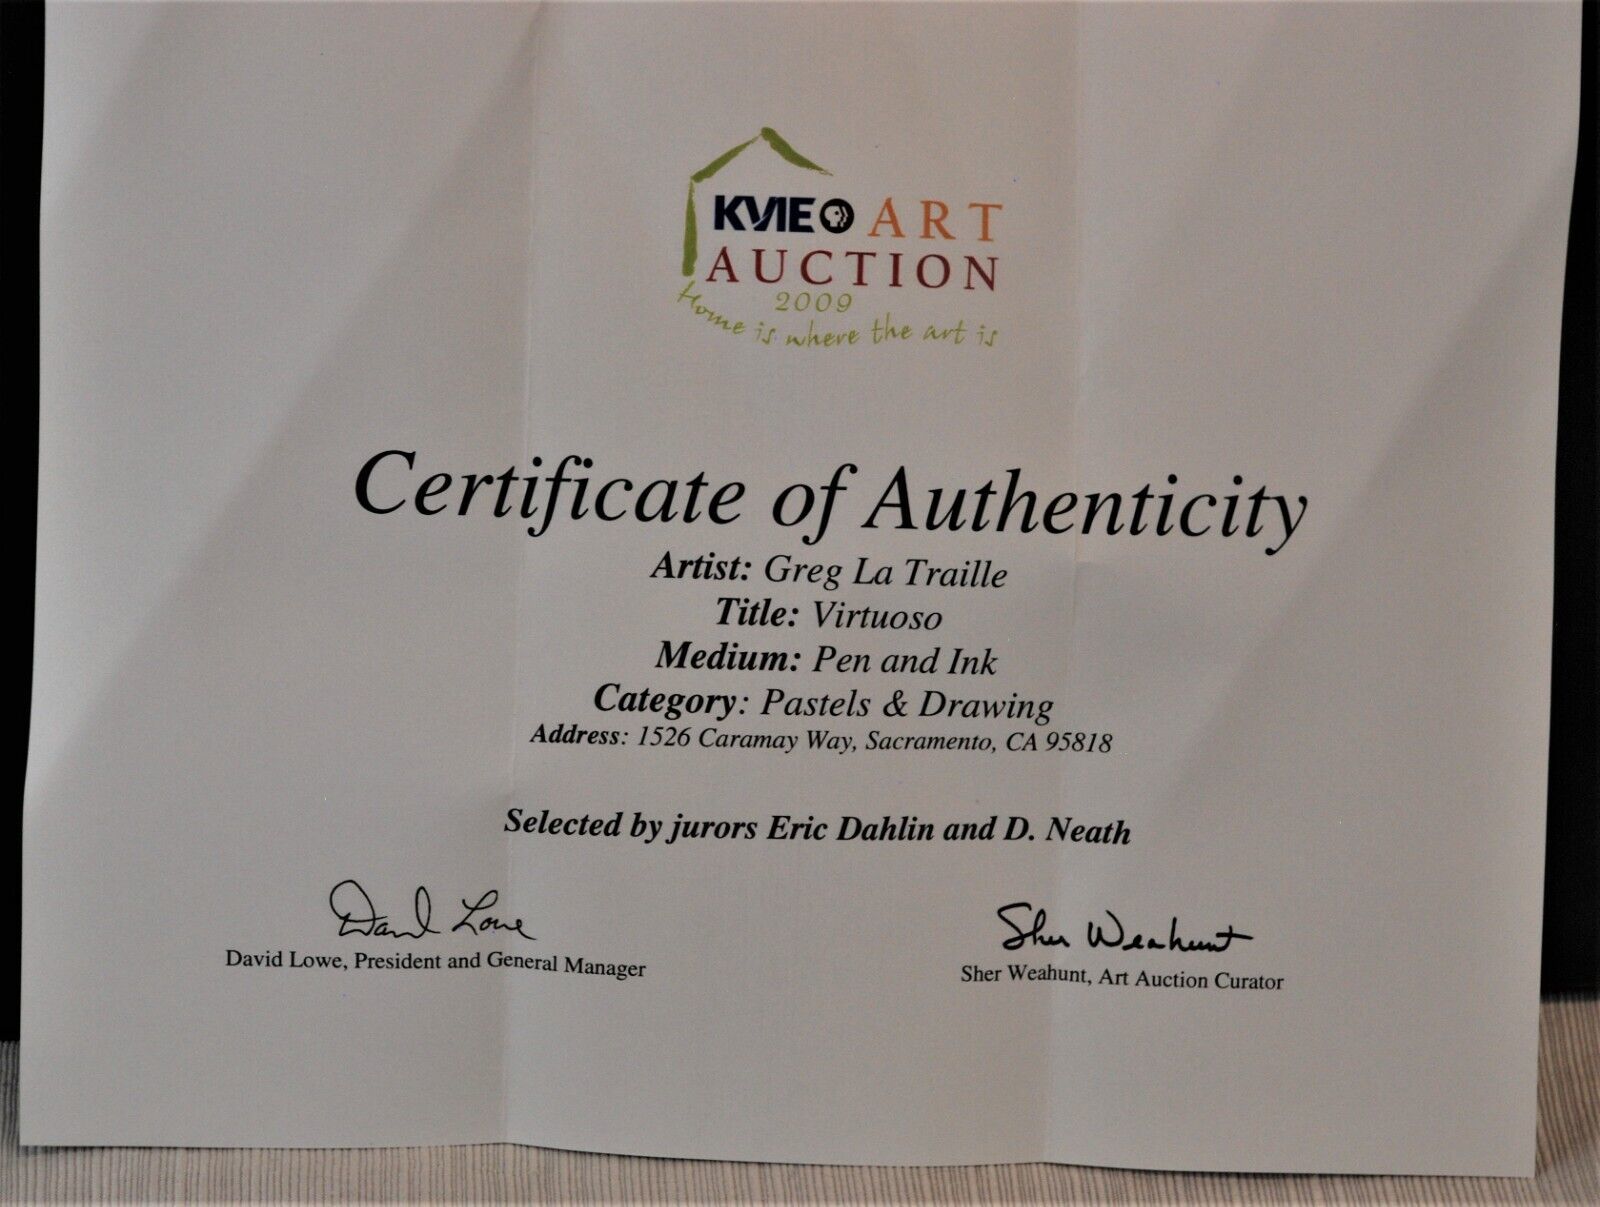 KVIE ART
AUCTION
2009
Home is where the art is
Certificate of Authenticity
Artist: Greg La Traille
Title: Virtuoso
Medium: Pen and Ink
Category: Pastels & Drawing
Address: 1526 Caramay Way, Sacramento, CA 95818
Selected by jurors Eric Dahlin and D. Neath
David Lowe
David Lowe, President and General Manager
Sher Weahunt
Sher Weahunt, Art Auction Curator